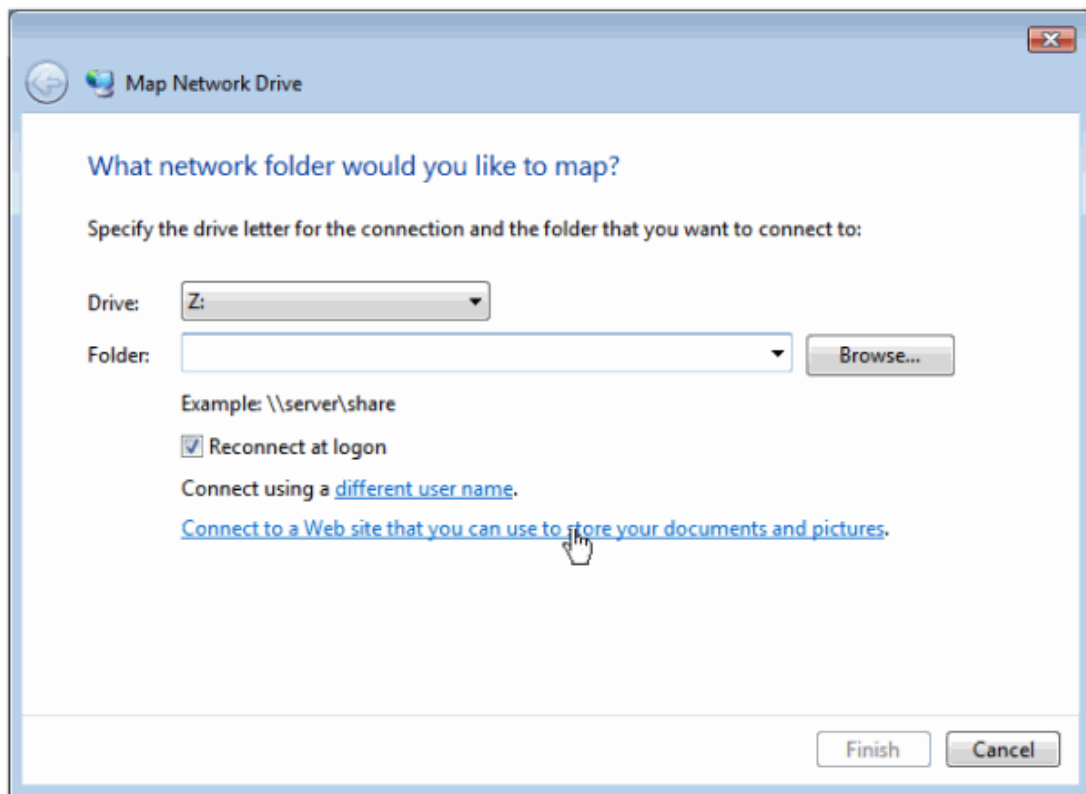 Map Network Drive
What network folder would you like to map?
Specify the drive letter for the connection and the folder that you want to connect to:
Drive: Z:
Folder: Browse...
Example: \\server\share
Reconnect at logon
Connect using a different user name.
Connect to a Web site that you can use to store your documents and pictures.
Finish Cancel